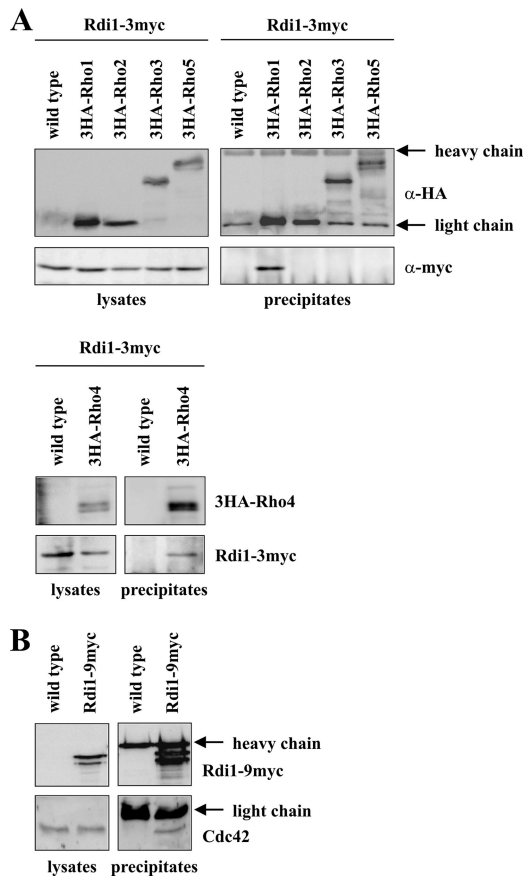 A
Rdi1-3myc
Rdi1-3myc
wild type
3HA-Rho1
3HA-Rho2
3HA-Rho3
3HA-Rho5
wild type
3HA-Rho1
3HA-Rho2
3HA-Rho3
3HA-Rho5
heavy chain
α-HA
light chain
α-myc
lysates
precipitates
Rdi1-3myc
wild type
3HA-Rho4
wild type
3HA-Rho4
3HA-Rho4
Rdi1-3myc
lysates
precipitates
B
wild type
Rdi1-9myc
wild type
Rdi1-9myc
heavy chain
Rdi1-9myc
light chain
Cdc42
lysates
precipitates